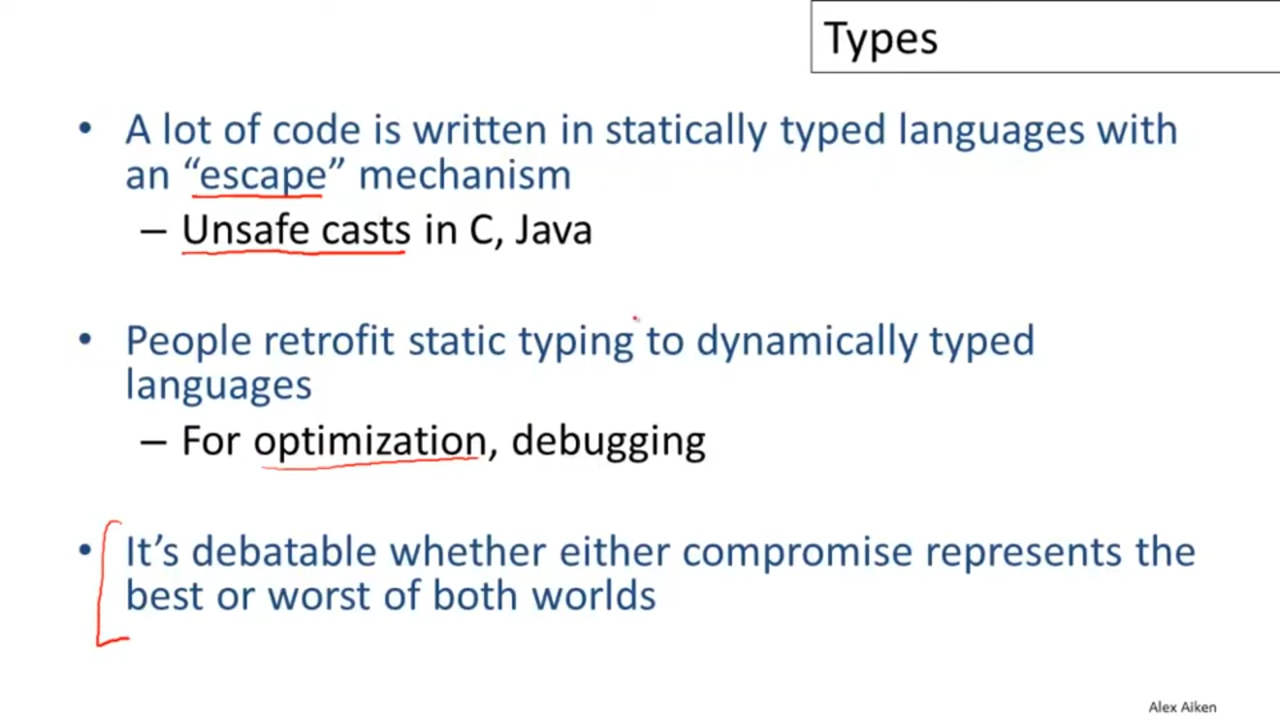 Types
• A lot of code is written in statically typed languages with
an “escape” mechanism
– Unsafe casts in C, Java
• People retrofit static typing to dynamically typed
languages
– For optimization, debugging
• It’s debatable whether either compromise represents the
best or worst of both worlds
Alex Aiken